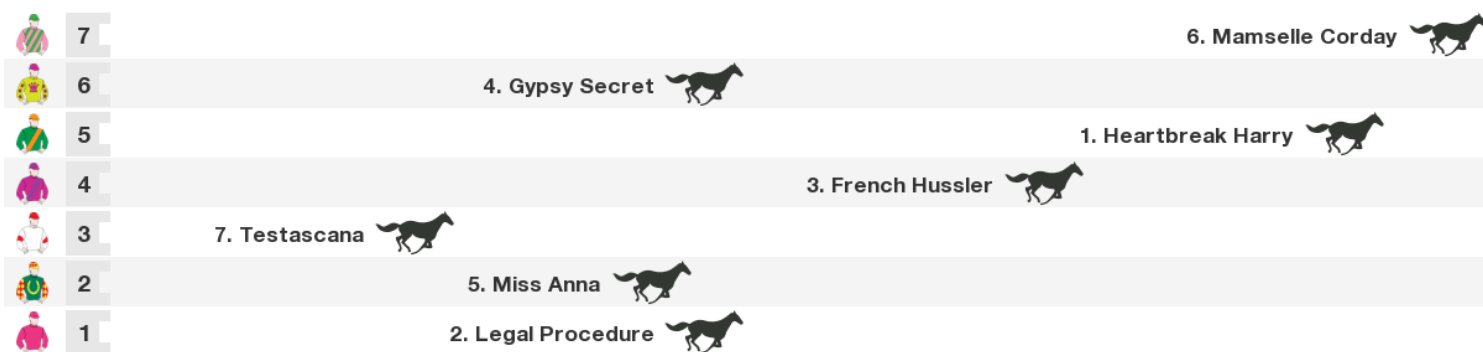 7 6. Mamselle Corday
6 4. Gypsy Secret
5 1. Heartbreak Harry
4 3. French Hussler
3 7. Testascana
2 5. Miss Anna
1 2. Legal Procedure